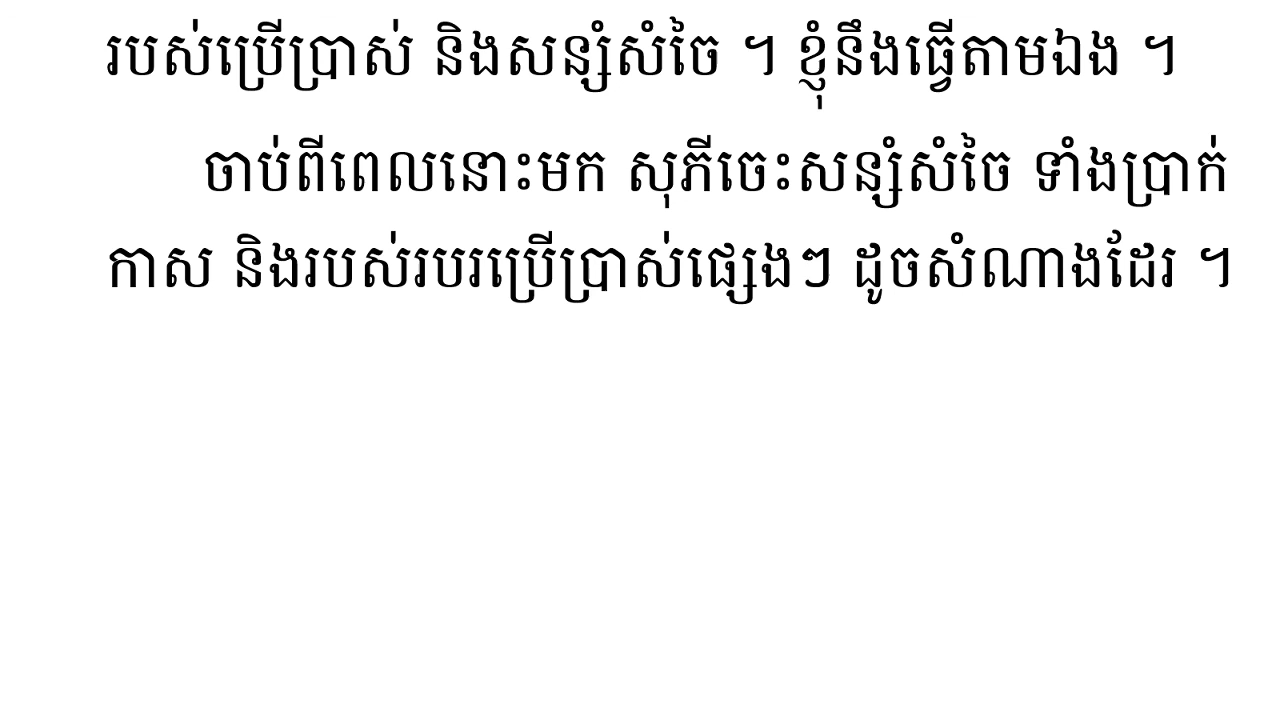 របស់ប្រើប្រាស់ និងសន្សំសំចៃ ។ ខ្ញុំនឹងធ្វើតាមឯង ។
ចាប់ពីពេលនោះមក សុភីចេះសន្សំសំចៃ ទាំងប្រាក់
កាស និងរបស់របរប្រើប្រាស់ផ្សេងៗ ដូចសំណាងដែរ ។